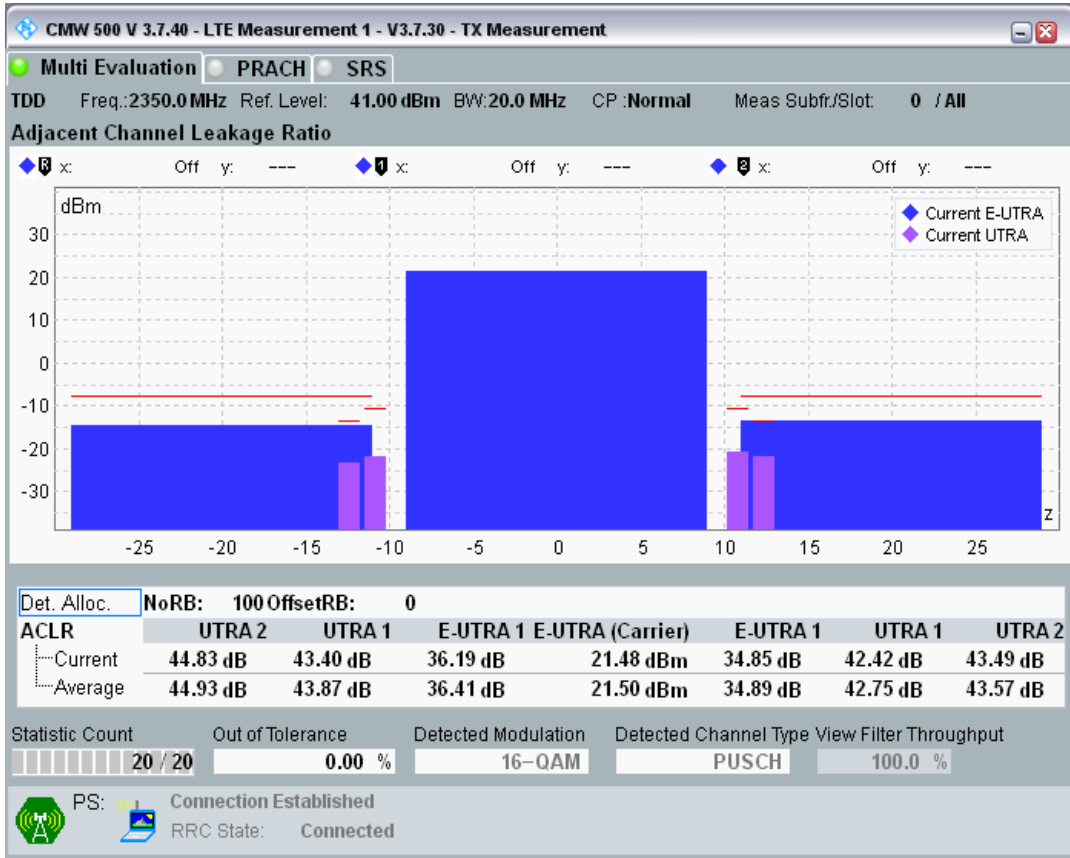 CMW 500 V 3.7.40 - LTE Measurement 1 - V3.7.30 - TX Measurement
Multi Evaluation PRACH SRS
TDD Freq.:2350.0 MHz Ref. Level: 41.00 dBm BW:20.0 MHz CP :Normal Meas Subfr./Slot: 0 / All
Adjacent Channel Leakage Ratio
R x: Off y: --- 1 x: Off y: --- 2 x: Off y: ---
dBm
Current E-UTRA
Current UTRA
30
20
10
0
-10
-20
-30
z
-25 -20 -15 -10 -5 0 5 10 15 20 25
Det. Alloc. NoRB: 100 OffsetRB: 0
ACLR UTRA 2 UTRA 1 E-UTRA 1 E-UTRA (Carrier) E-UTRA 1 UTRA 1 UTRA 2
Current 44.83 dB 43.40 dB 36.19 dB 21.48 dBm 34.85 dB 42.42 dB 43.49 dB
Average 44.93 dB 43.87 dB 36.41 dB 21.50 dBm 34.89 dB 42.75 dB 43.57 dB
Statistic Count Out of Tolerance Detected Modulation Detected Channel Type View Filter Throughput
20 / 20 0.00 % 16-QAM PUSCH 100.0 %
PS: Connection Established
RRC State: Connected